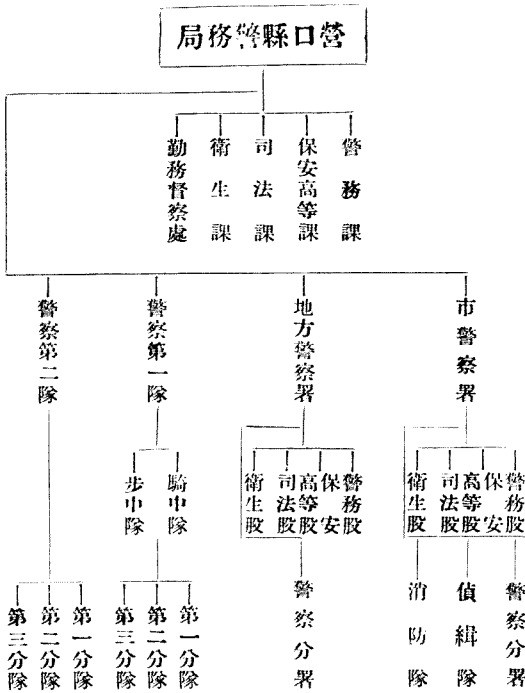 營口縣警務局
警務課
保安高等課
司法課
衛生課
勤務督察處
市警察署
地方警察署
警察第一隊
警察第二隊
警務股
保安
高等股
司法股
衛生股
警務股
保安
高等股
司法股
衛生股
騎中隊
步中隊
警察分署
偵緝隊
消防隊
警察分署
第一分隊
第二分隊
第三分隊
第一分隊
第二分隊
第三分隊